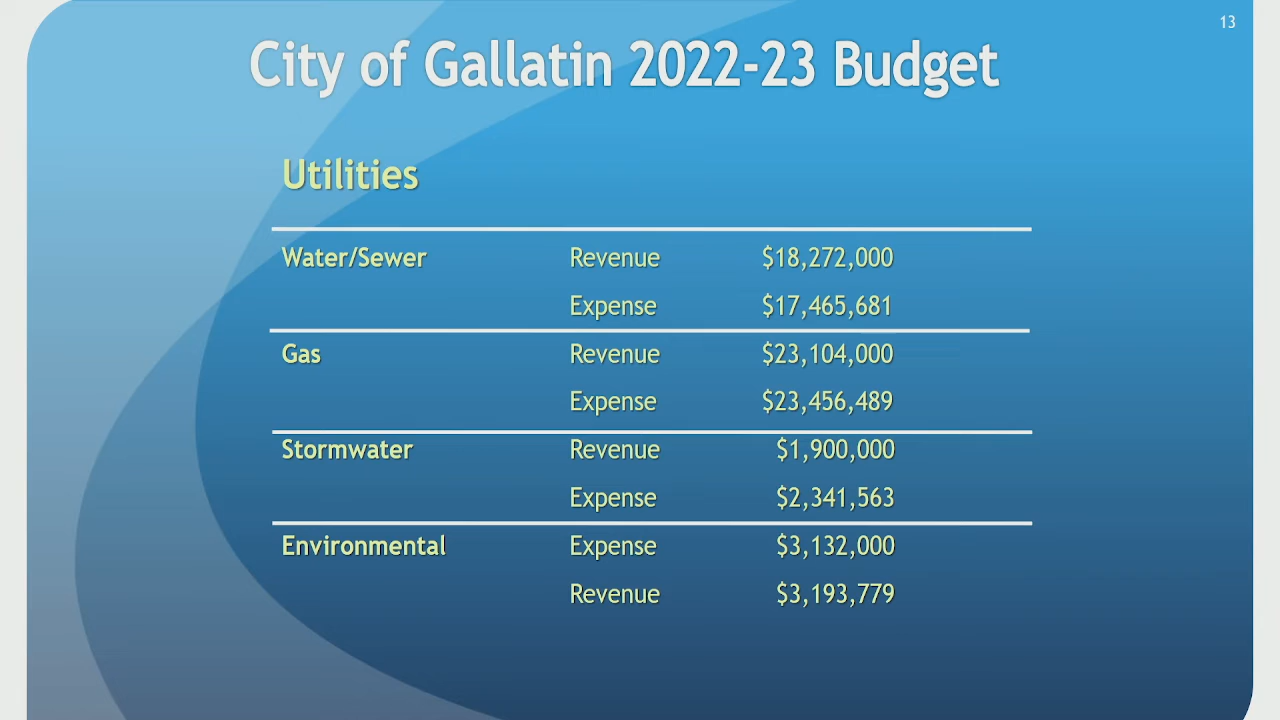 13
City of Gallatin 2022-23 Budget
Utilities
Water/Sewer Revenue $18,272,000
Expense $17,465,681
Gas Revenue $23,104,000
Expense $23,456,489
Stormwater Revenue $1,900,000
Expense $2,341,563
Environmental Expense $3,132,000
Revenue $3,193,779